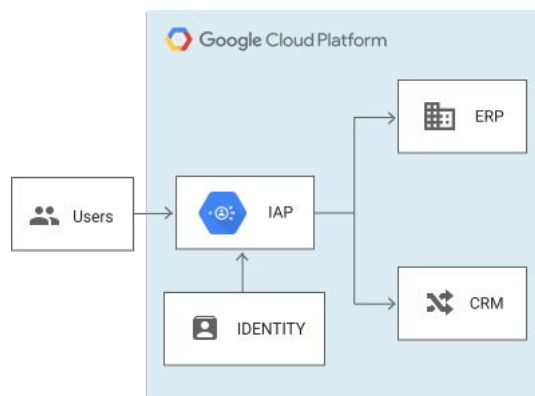 Google Cloud Platform
ERP
Users
IAP
IDENTITY
CRM